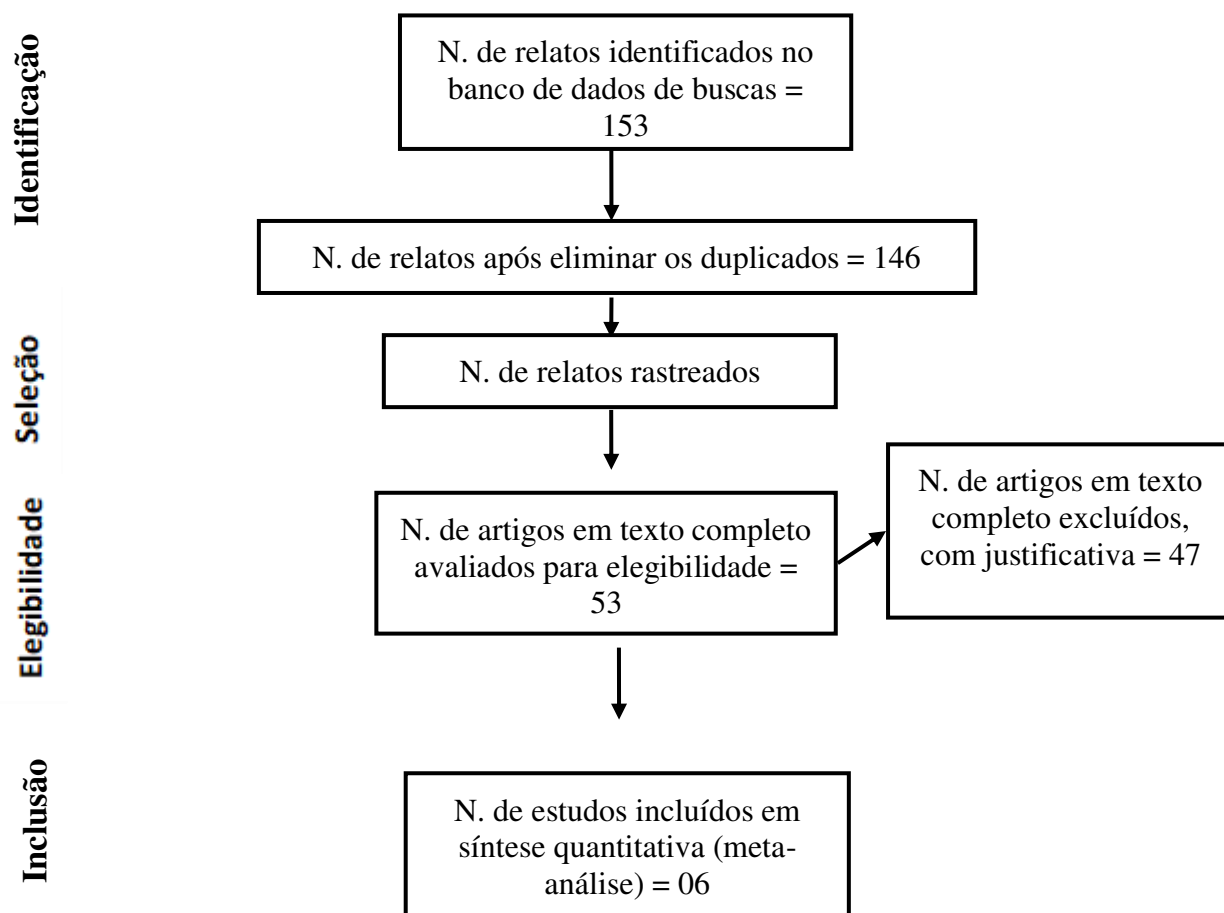 Identificação
N. de relatos identificados no
banco de dados de buscas =
153
N. de relatos após eliminar os duplicados = 146
Seleção
N. de relatos rastreados
Elegibilidade
N. de artigos em texto completo
avaliados para elegibilidade =
53
N. de artigos em texto
completo excluídos,
com justificativa = 47
Inclusão
N. de estudos incluídos em
síntese quantitativa (meta-
análise) = 06